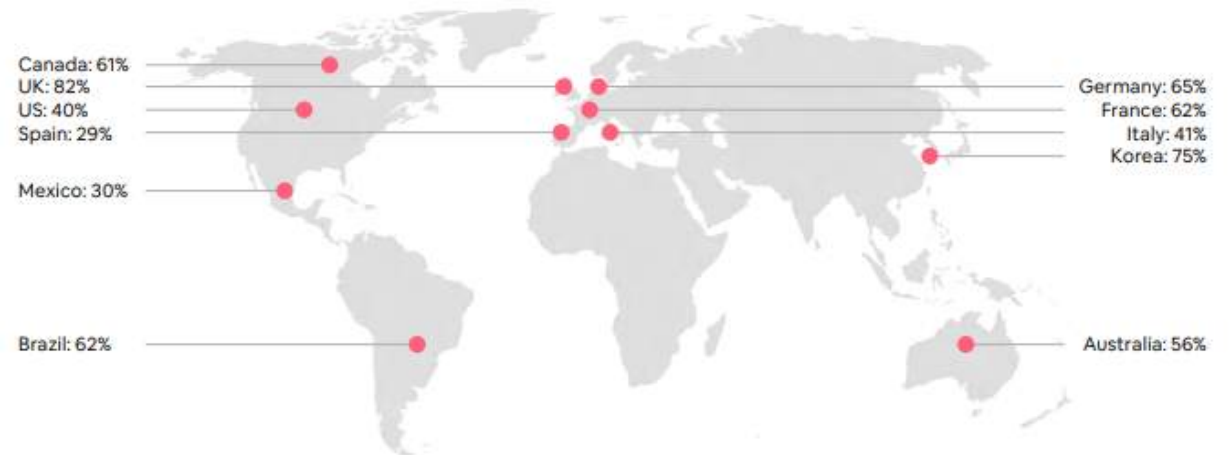 Canada: 61%
UK: 82%
US: 40%
Spain: 29%
Mexico: 30%
Brazil: 62%
Germany: 65%
France: 62%
Italy: 41%
Korea: 75%
Australia: 56%